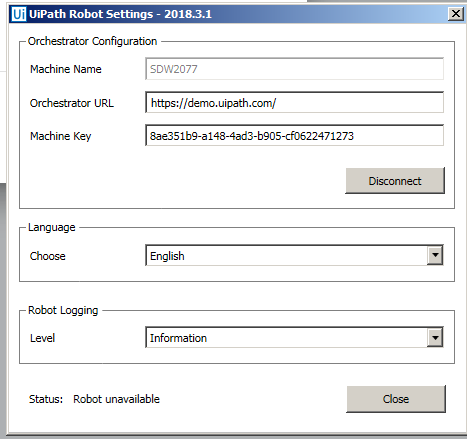 Ui UiPath Robot Settings - 2018.3.1
Orchestrator Configuration
Machine Name SDW2077
Orchestrator URL https://demo.uipath.com/
Machine Key 8ae351b9-a148-4ad3-b905-cf0622471273
Disconnect
Language
Choose English
Robot Logging
Level Information
Status: Robot unavailable Close